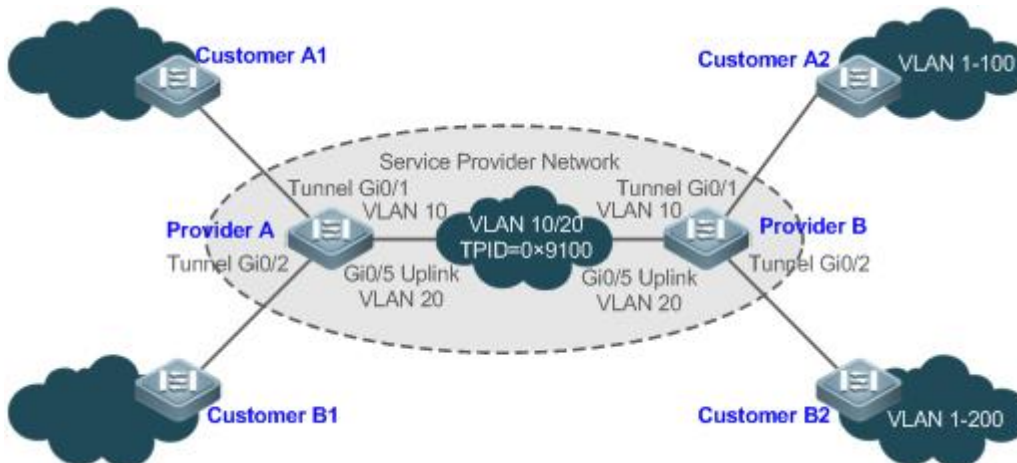 Customer A1
Customer A2
VLAN 1-100
Service Provider Network
Tunnel Gi0/1
VLAN 10
Tunnel Gi0/1
VLAN 10
VLAN 10/20
TPID=0×9100
Provider A
Provider B
Tunnel Gi0/2
Tunnel Gi0/2
Gi0/5 Uplink
VLAN 20
Gi0/5 Uplink
VLAN 20
Customer B1
Customer B2
VLAN 1-200